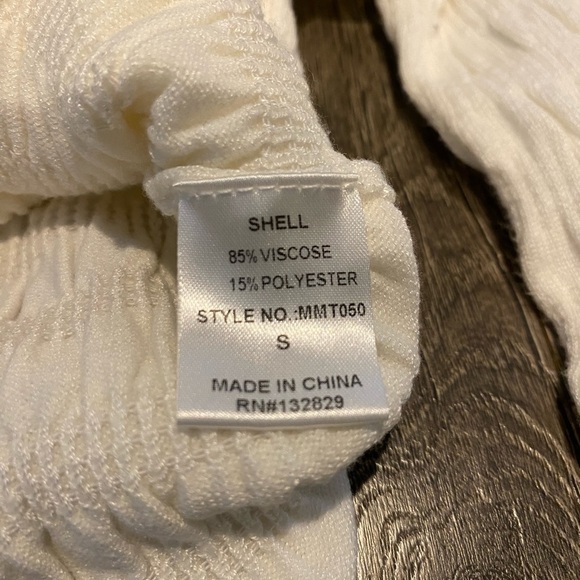 SHELL
85% VISCOSE
15% POLYESTER
STYLE NO.:MMT050
S
MADE IN CHINA
RN#132829